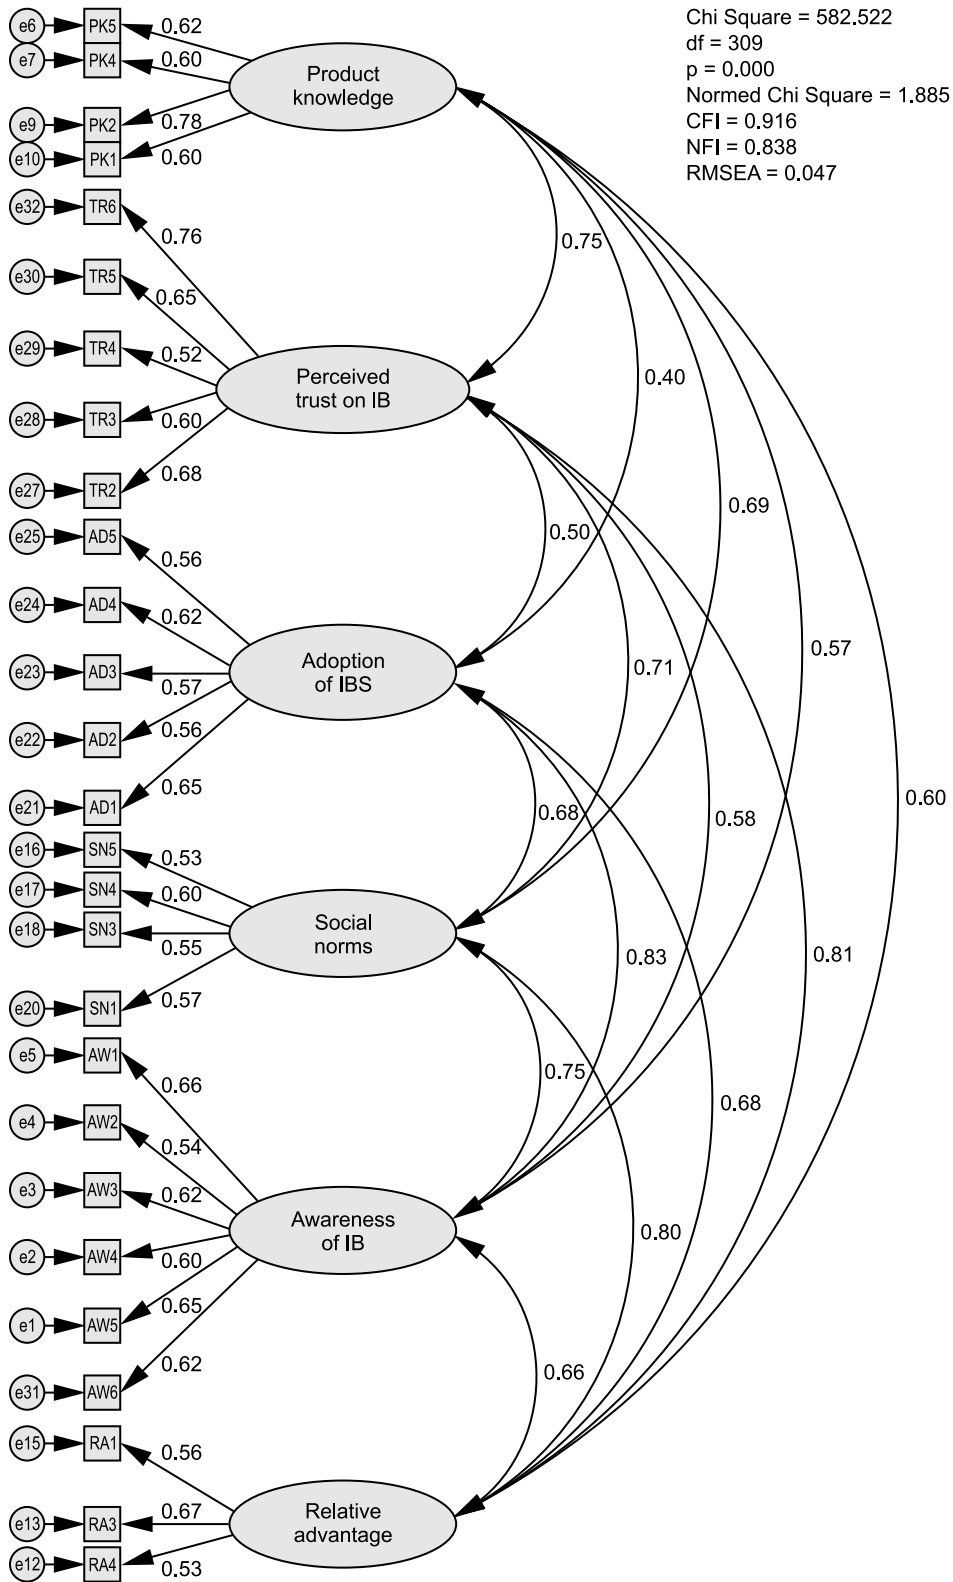 Chi Square = 582.522
df = 309
p = 0.000
Normed Chi Square = 1.885
CFI = 0.916
NFI = 0.838
RMSEA = 0.047
e6 PK5 0.62
e7 PK4 0.60
Product
knowledge
e9 PK2 0.78
e10 PK1 0.60
e32 TR6 0.76
0.75
e30 TR5 0.65
e29 TR4 0.52
Perceived
trust on IB
0.40
e28 TR3 0.60
e27 TR2 0.68
0.69
e25 AD5 0.56
0.50
e24 AD4 0.62
0.57
Adoption
of IBS
0.71
e23 AD3 0.57
e22 AD2 0.56
e21 AD1 0.65
0.60
0.68
0.58
e16 SN5 0.53
e17 SN4 0.60
Social
norms
e18 SN3 0.55
0.83
0.81
e20 SN1 0.57
e5 AW1 0.66
0.75
0.68
e4 AW2 0.54
e3 AW3 0.62
Awareness
of IB
0.80
e2 AW4 0.60
e1 AW5 0.65
0.66
e31 AW6 0.62
e15 RA1 0.56
Relative
advantage
e13 RA3 0.67
e12 RA4 0.53